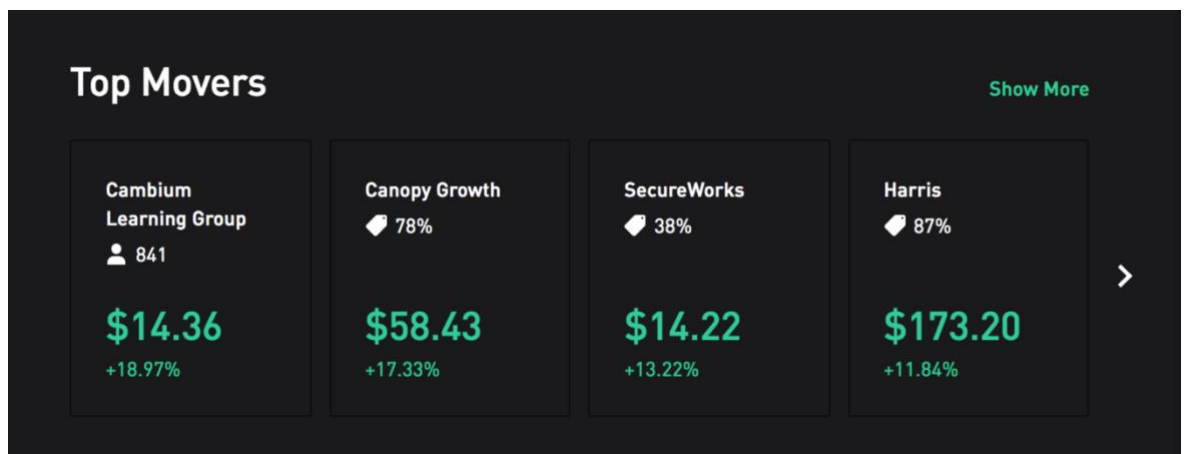 Top Movers
Show More
Cambium
Learning Group
841
$14.36
+18.97%
Canopy Growth
78%
$58.43
+17.33%
SecureWorks
38%
$14.22
+13.22%
Harris
87%
$173.20
+11.84%